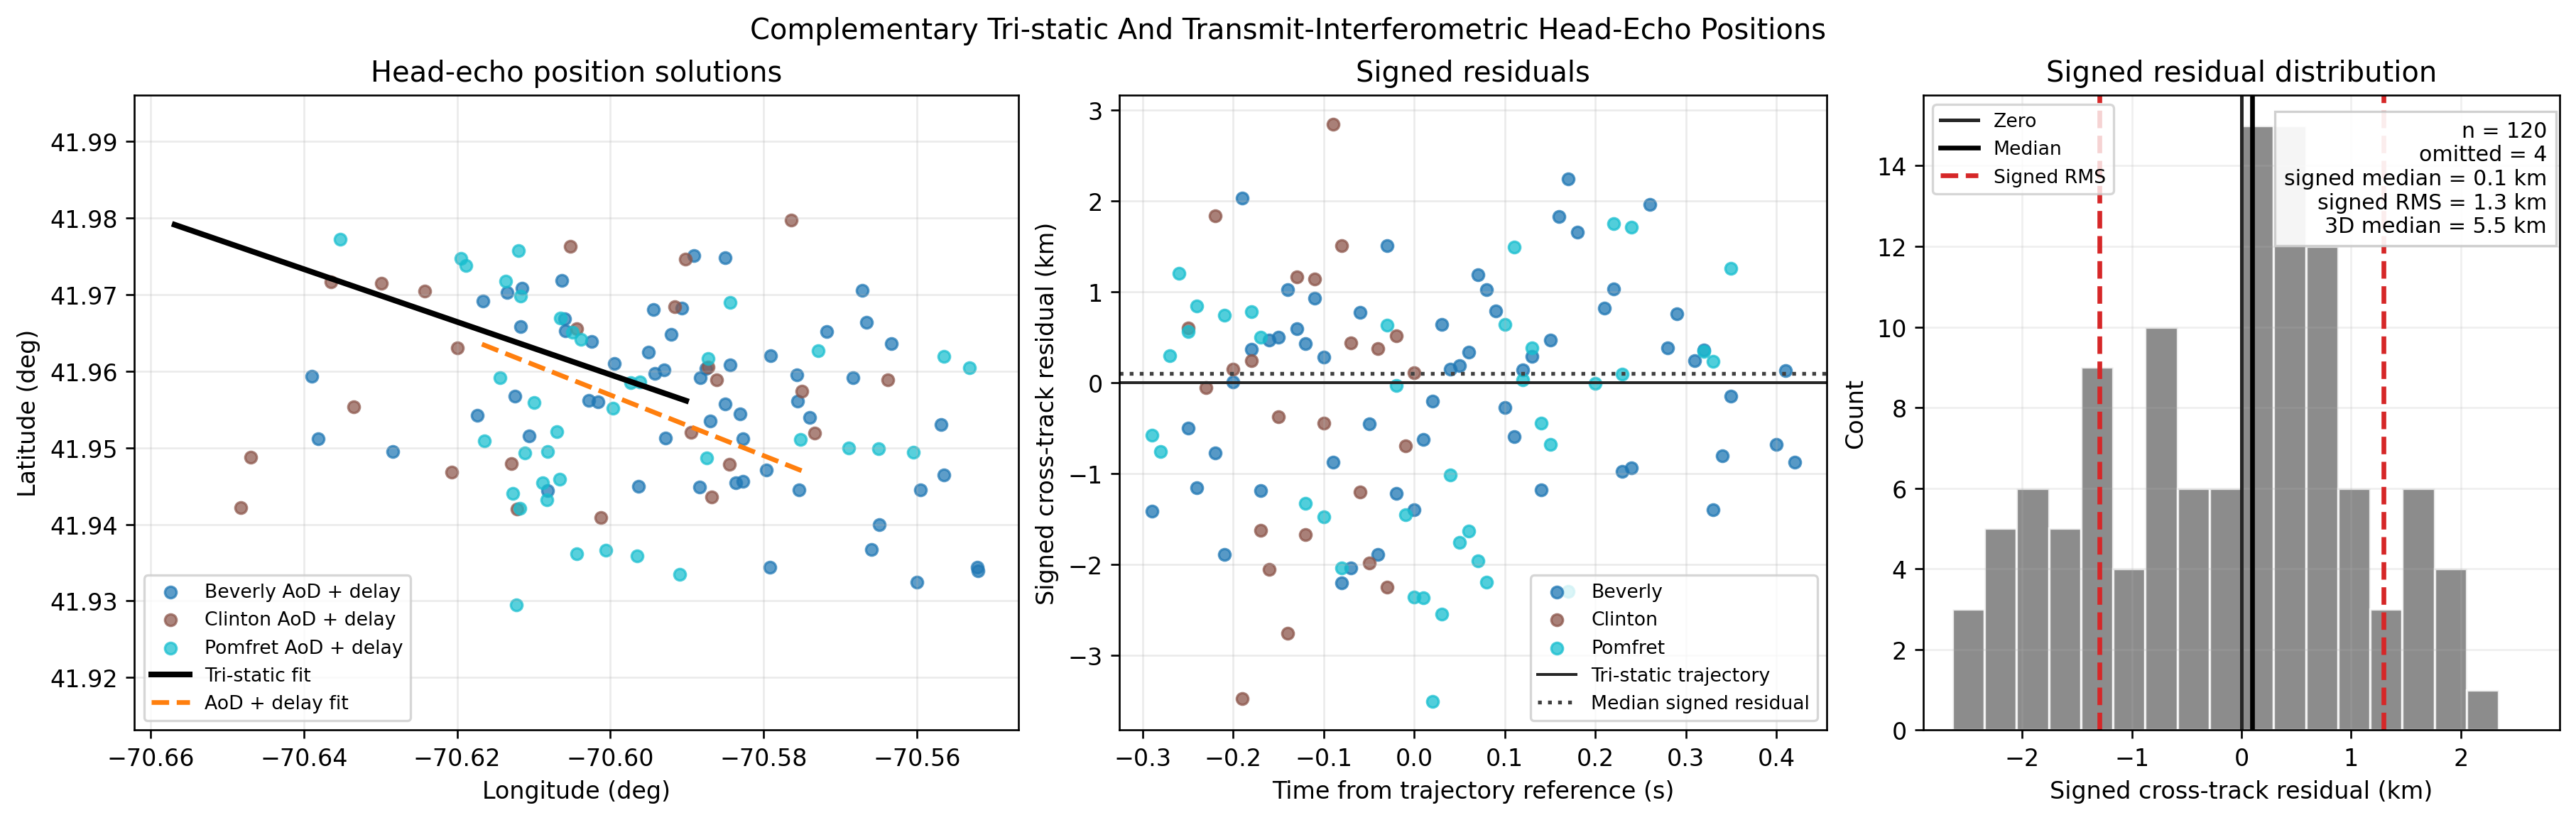 Complementary Tri-static And Transmit-Interferometric Head-Echo Positions
Head-echo position solutions
41.99
41.98
41.97
41.96
41.95
41.94
41.93
41.92
Latitude (deg)
Beverly AoD + delay
Clinton AoD + delay
Pomfret AoD + delay
Tri-static fit
AoD + delay fit
−70.66
−70.64
−70.62
−70.60
−70.58
−70.56
Longitude (deg)
Signed residuals
3
2
1
0
−1
−2
−3
Signed cross-track residual (km)
Beverly
Clinton
Pomfret
Tri-static trajectory
Median signed residual
−0.3
−0.2
−0.1
0.0
0.1
0.2
0.3
0.4
Time from trajectory reference (s)
Signed residual distribution
Zero
Median
Signed RMS
n = 120
omitted = 4
signed median = 0.1 km
signed RMS = 1.3 km
3D median = 5.5 km
14
12
10
8
6
4
2
0
Count
−2
−1
0
1
2
Signed cross-track residual (km)